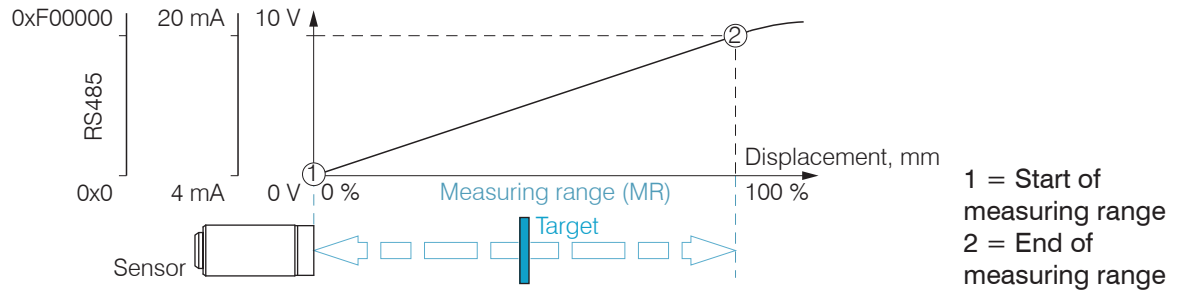 0xF00000 20 mA 10 V
2
RS485
Displacement, mm
1
0x0 4 mA 0 V 0 % Measuring range (MR) 100 %
Target
Sensor
1 = Start of
measuring range
2 = End of
measuring range